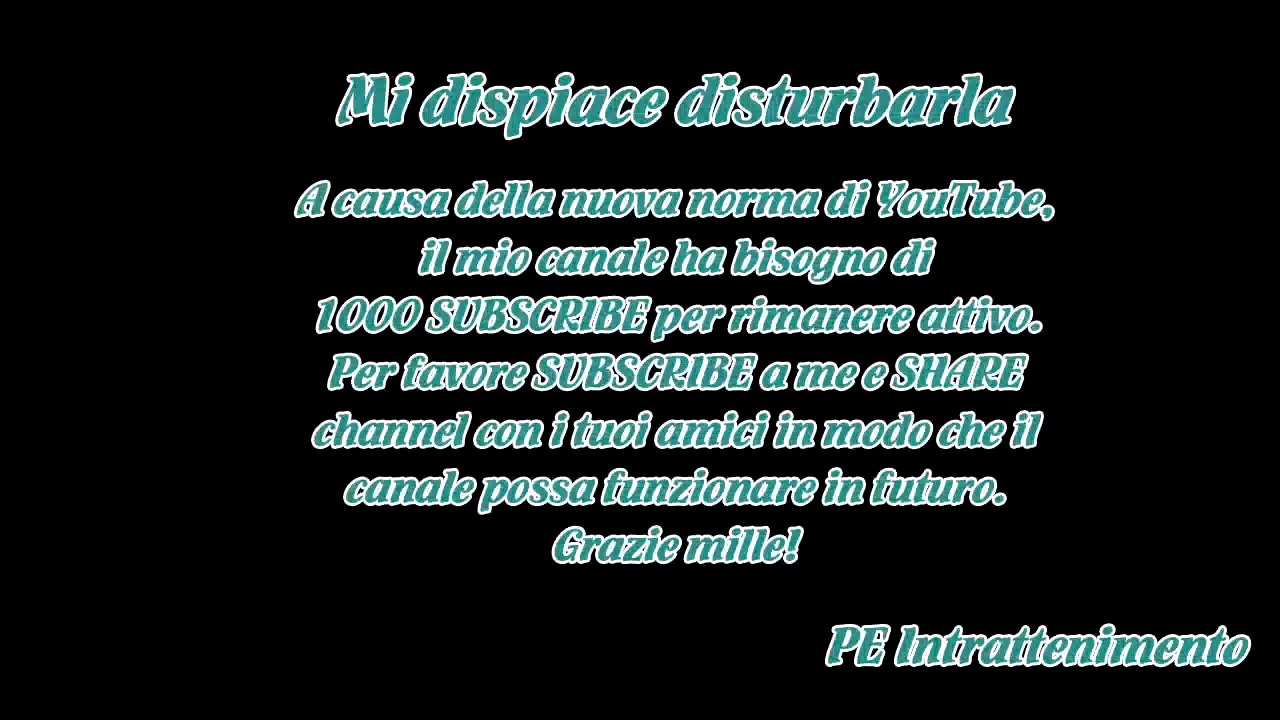 Mi dispiace disturbarla
A causa della nuova norma di YouTube,
il mio canale ha bisogno di
1000 SUBSCRIBE per rimanere attivo.
Per favore SUBSCRIBE a me e SHARE
channel con i tuoi amici in modo che il
canale possa funzionare in futuro.
Grazie mille!
PE Intrattenimento